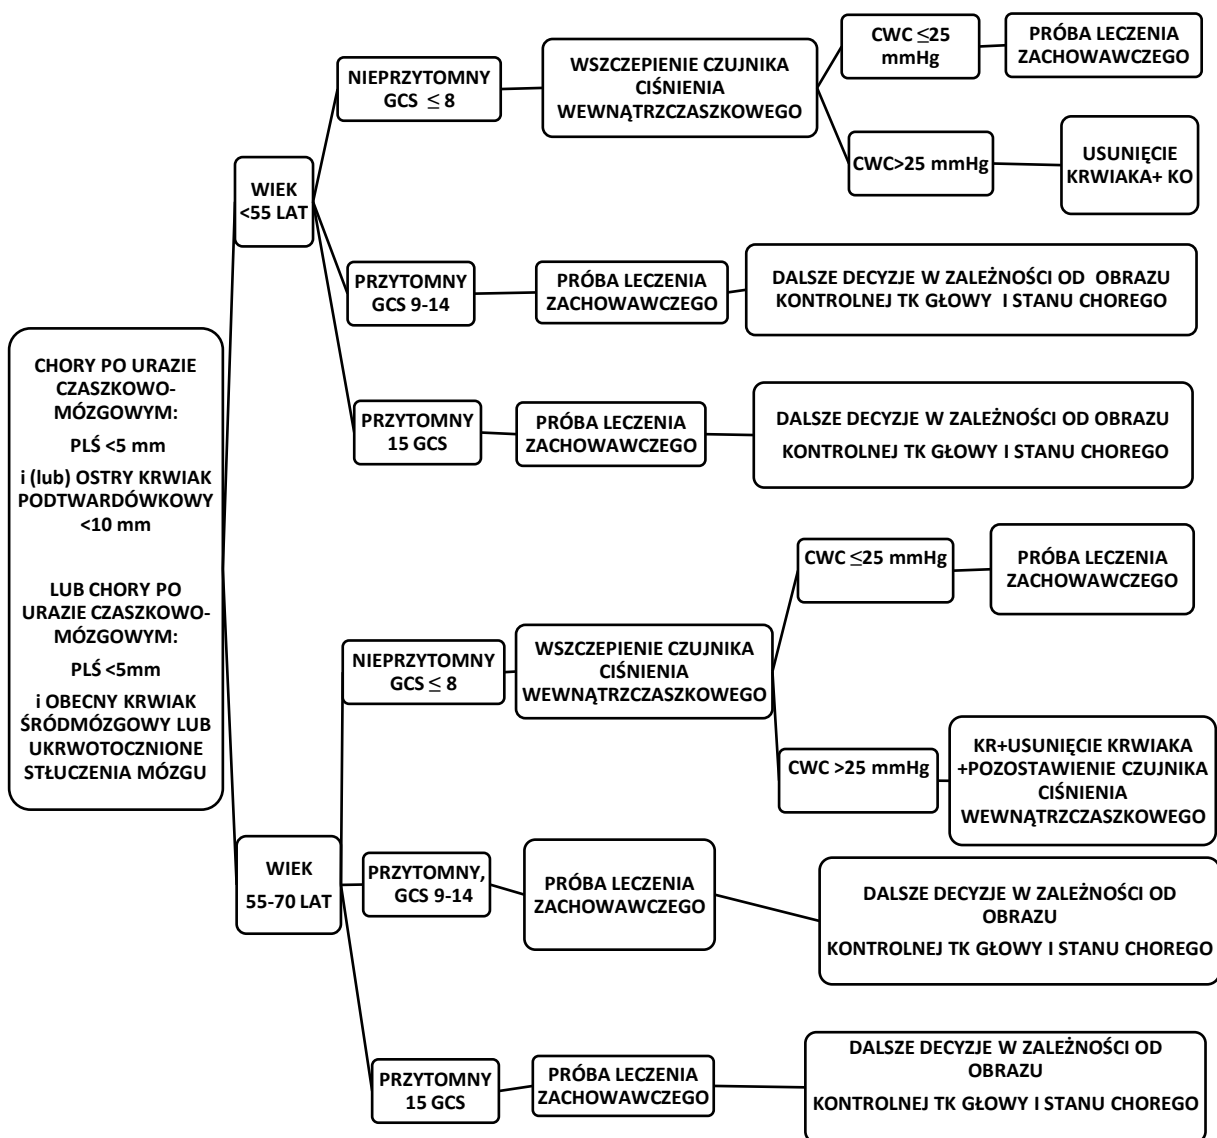 CHORY PO URAZIE
CZASZKOWO-
MÓZGOWYM:
PLŚ <5 mm
i (lub) OSTRY KRWIAK
PODTWARDÓWKOWY
<10 mm
LUB CHORY PO
URAZIE CZASZKOWO-
MÓZGOWYM:
PLŚ <5mm
i OBECNY KRWIAK
ŚRÓDMÓZGOWY LUB
UKRWOTOCZNIONE
STŁUCZENIA MÓZGU
WIEK
<55 LAT
NIEPRZYTOMNY
GCS ≤ 8
WSZCZEPIENIE CZUJNIKA
CIŚNIENIA
WEWNĄTRZCZASZKOWEGO
CWC ≤25
mmHg
PRÓBA LECZENIA
ZACHOWAWCZEGO
CWC>25 mmHg
USUNIĘCIE
KRWIAKA+ KO
PRZYTOMNY
GCS 9-14
PRÓBA LECZENIA
ZACHOWAWCZEGO
DALSZE DECYZJE W ZALEŻNOŚCI OD OBRAZU
KONTROLNEJ TK GŁOWY I STANU CHOREGO
PRZYTOMNY
15 GCS
PRÓBA LECZENIA
ZACHOWAWCZEGO
DALSZE DECYZJE W ZALEŻNOŚCI OD OBRAZU
KONTROLNEJ TK GŁOWY I STANU CHOREGO
WIEK
55-70 LAT
NIEPRZYTOMNY
GCS ≤ 8
WSZCZEPIENIE CZUJNIKA
CIŚNIENIA
WEWNĄTRZCZASZKOWEGO
CWC ≤25 mmHg
PRÓBA LECZENIA
ZACHOWAWCZEGO
CWC >25 mmHg
KR+USUNIĘCIE KRWIAKA
+POZOSTAWIENIE CZUJNIKA
CIŚNIENIA
WEWNĄTRZCZASZKOWEGO
PRZYTOMNY,
GCS 9-14
PRÓBA LECZENIA
ZACHOWAWCZEGO
DALSZE DECYZJE W ZALEŻNOŚCI OD
OBRAZU
KONTROLNEJ TK GŁOWY I STANU CHOREGO
PRZYTOMNY
15 GCS
PRÓBA LECZENIA
ZACHOWAWCZEGO
DALSZE DECYZJE W ZALEŻNOŚCI OD
OBRAZU
KONTROLNEJ TK GŁOWY I STANU CHOREGO